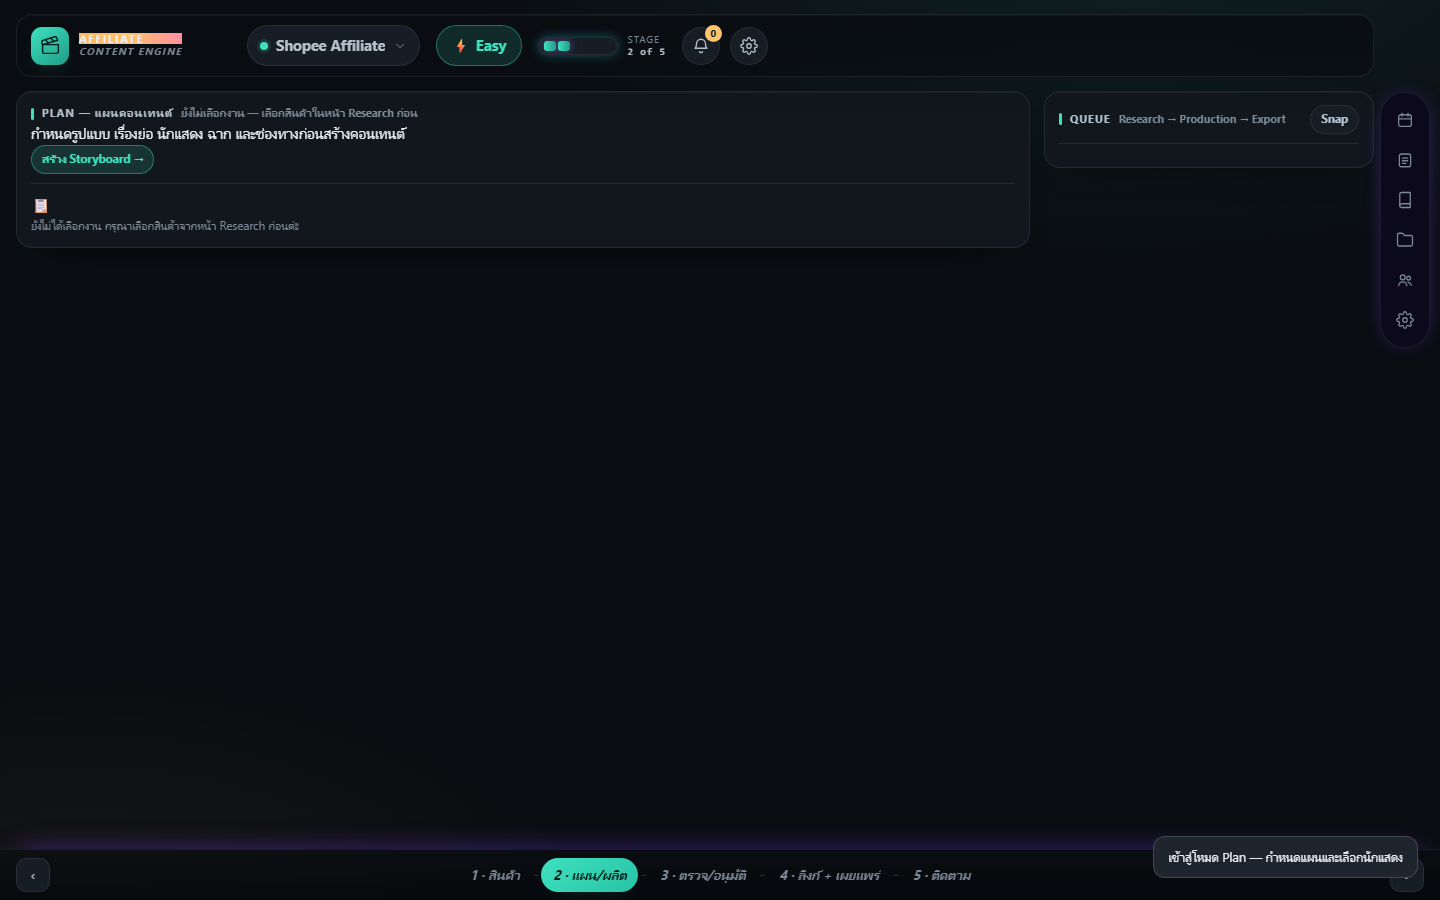 AFFILIATE
CONTENT ENGINE
Shopee Affiliate
Easy
STAGE
2 of 5
0
PLAN — แผนคอนเทนต์ ยังไม่เลือกงาน — เลือกสินค้าในหน้า Research ก่อน
กำหนดรูปแบบ เรื่องย่อ นักแสดง ฉาก และช่องทางก่อนสร้างคอนเทนต์
สร้าง Storyboard →
ยังไม่ได้เลือกงาน กรุณาเลือกสินค้าจากหน้า Research ก่อนค่ะ
QUEUE Research → Production → Export
Snap
‹
1 · สินค้า
2 · แผน/ผลิต
3 · ตรวจ/อนุมัติ
4 · ลิงก์ + เผยแพร่
5 · ติดตาม
เข้าสู่โหมด Plan — กำหนดแผนและเลือกนักแสดง